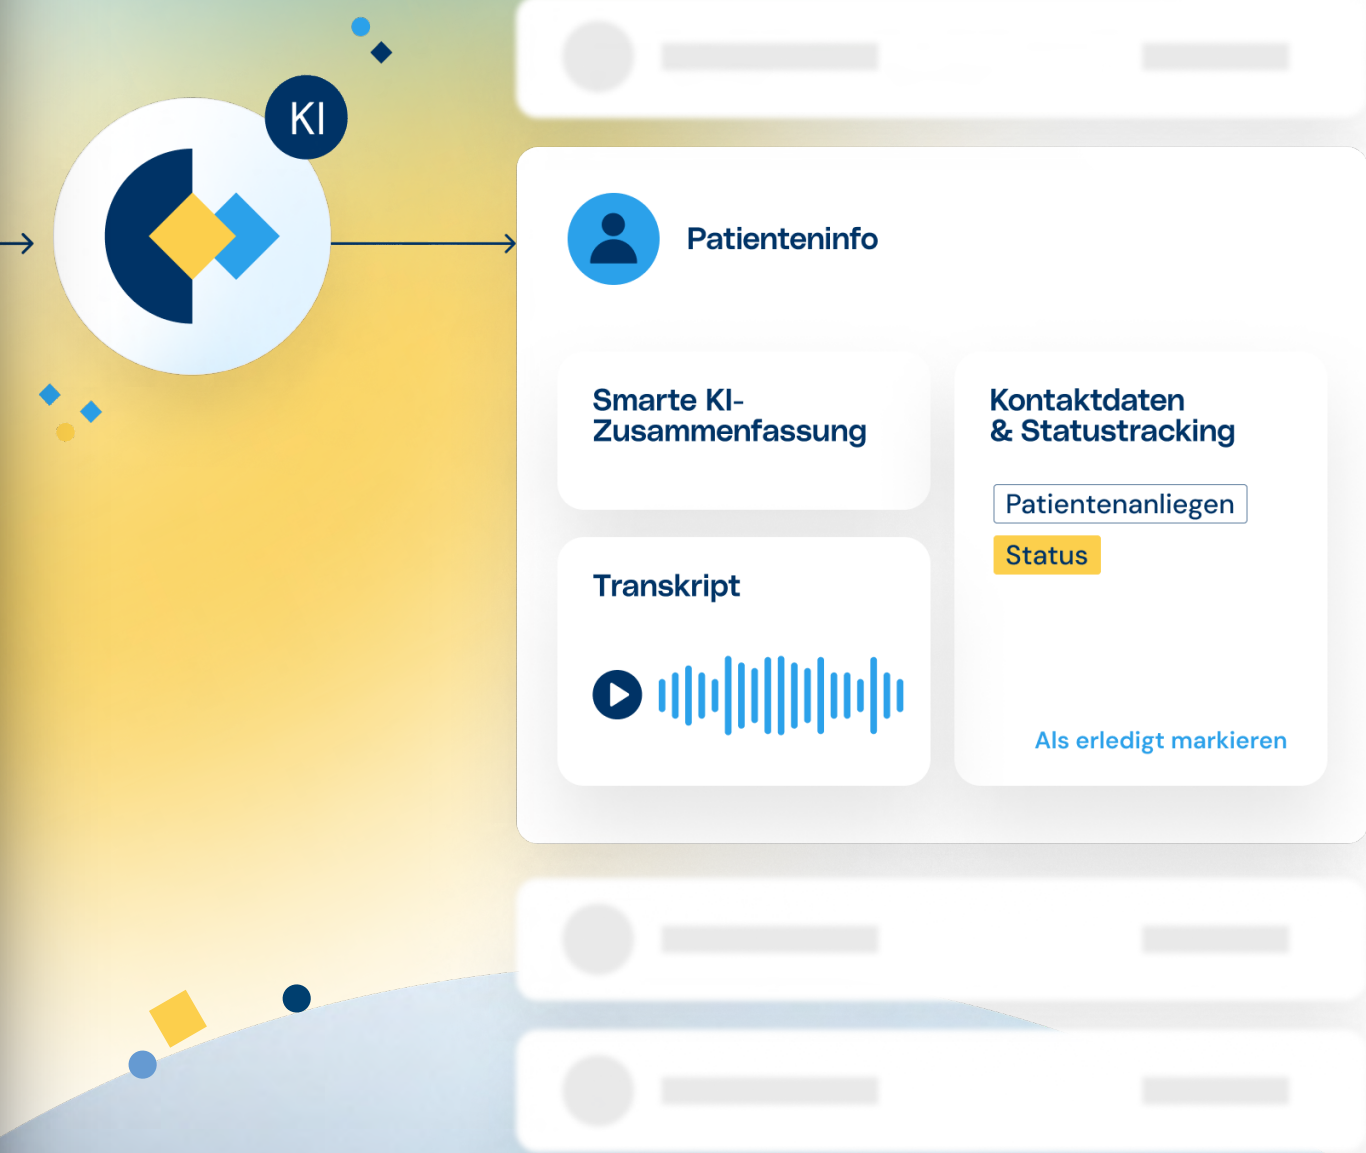 KI
Patienteninfo
Smarte KI-
Zusammenfassung
Kontaktdaten
& Statustracking
Patientenanliegen
Status
Transkript
Als erledigt markieren